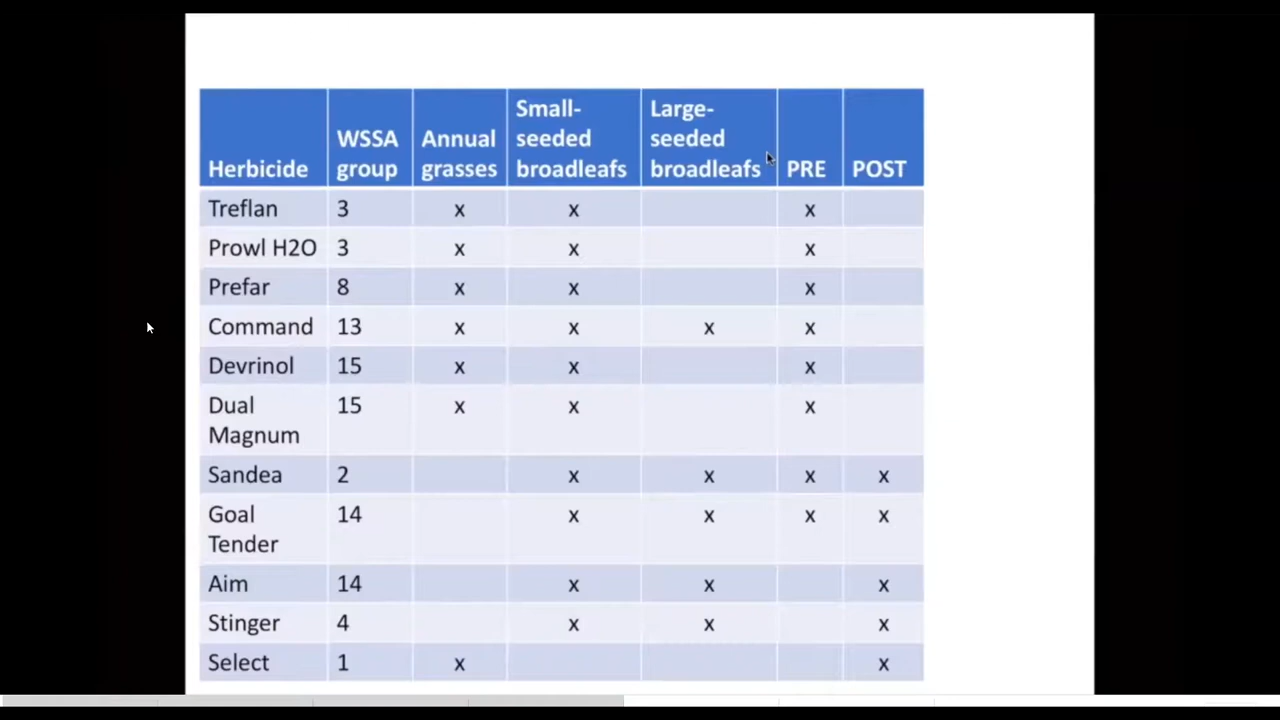 Herbicide WSSA group Annual grasses Small-seeded broadleafs Large-seeded broadleafs PRE POST
Treflan 3 x x x
Prowl H2O 3 x x x
Prefar 8 x x x
Command 13 x x x x
Devrinol 15 x x x
Dual Magnum 15 x x x
Sandea 2 x x x x
Goal Tender 14 x x x x
Aim 14 x x x
Stinger 4 x x x
Select 1 x x